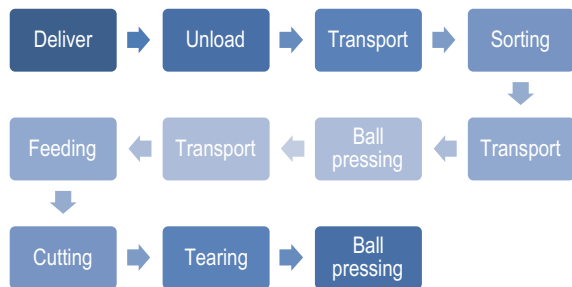 Deliver
Unload
Transport
Sorting
Transport
Ball
pressing
Transport
Feeding
Cutting
Tearing
Ball
pressing